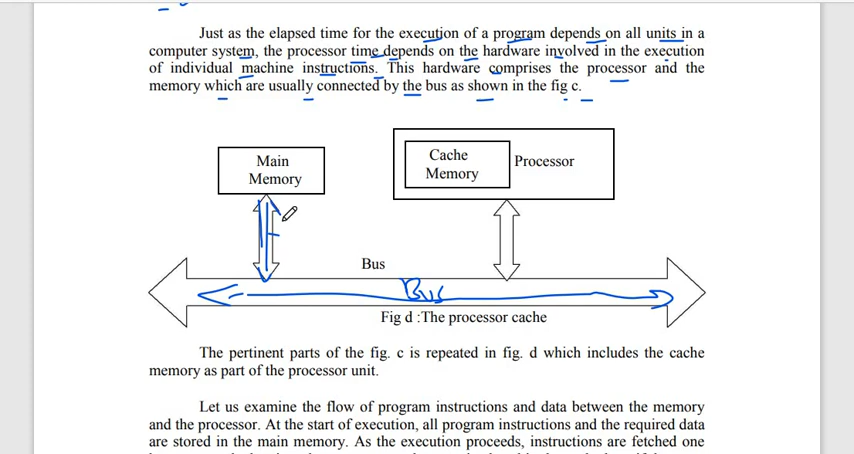 Just as the elapsed time for the execution of a program depends on all units in a
computer system, the processor time depends on the hardware involved in the execution
of individual machine instructions. This hardware comprises the processor and the
memory which are usually connected by the bus as shown in the fig c.
Main
Memory
Cache
Memory
Processor
Bus
Bus
Fig d :The processor cache
The pertinent parts of the fig. c is repeated in fig. d which includes the cache
memory as part of the processor unit.
Let us examine the flow of program instructions and data between the memory
and the processor. At the start of execution, all program instructions and the required data
are stored in the main memory. As the execution proceeds, instructions are fetched one